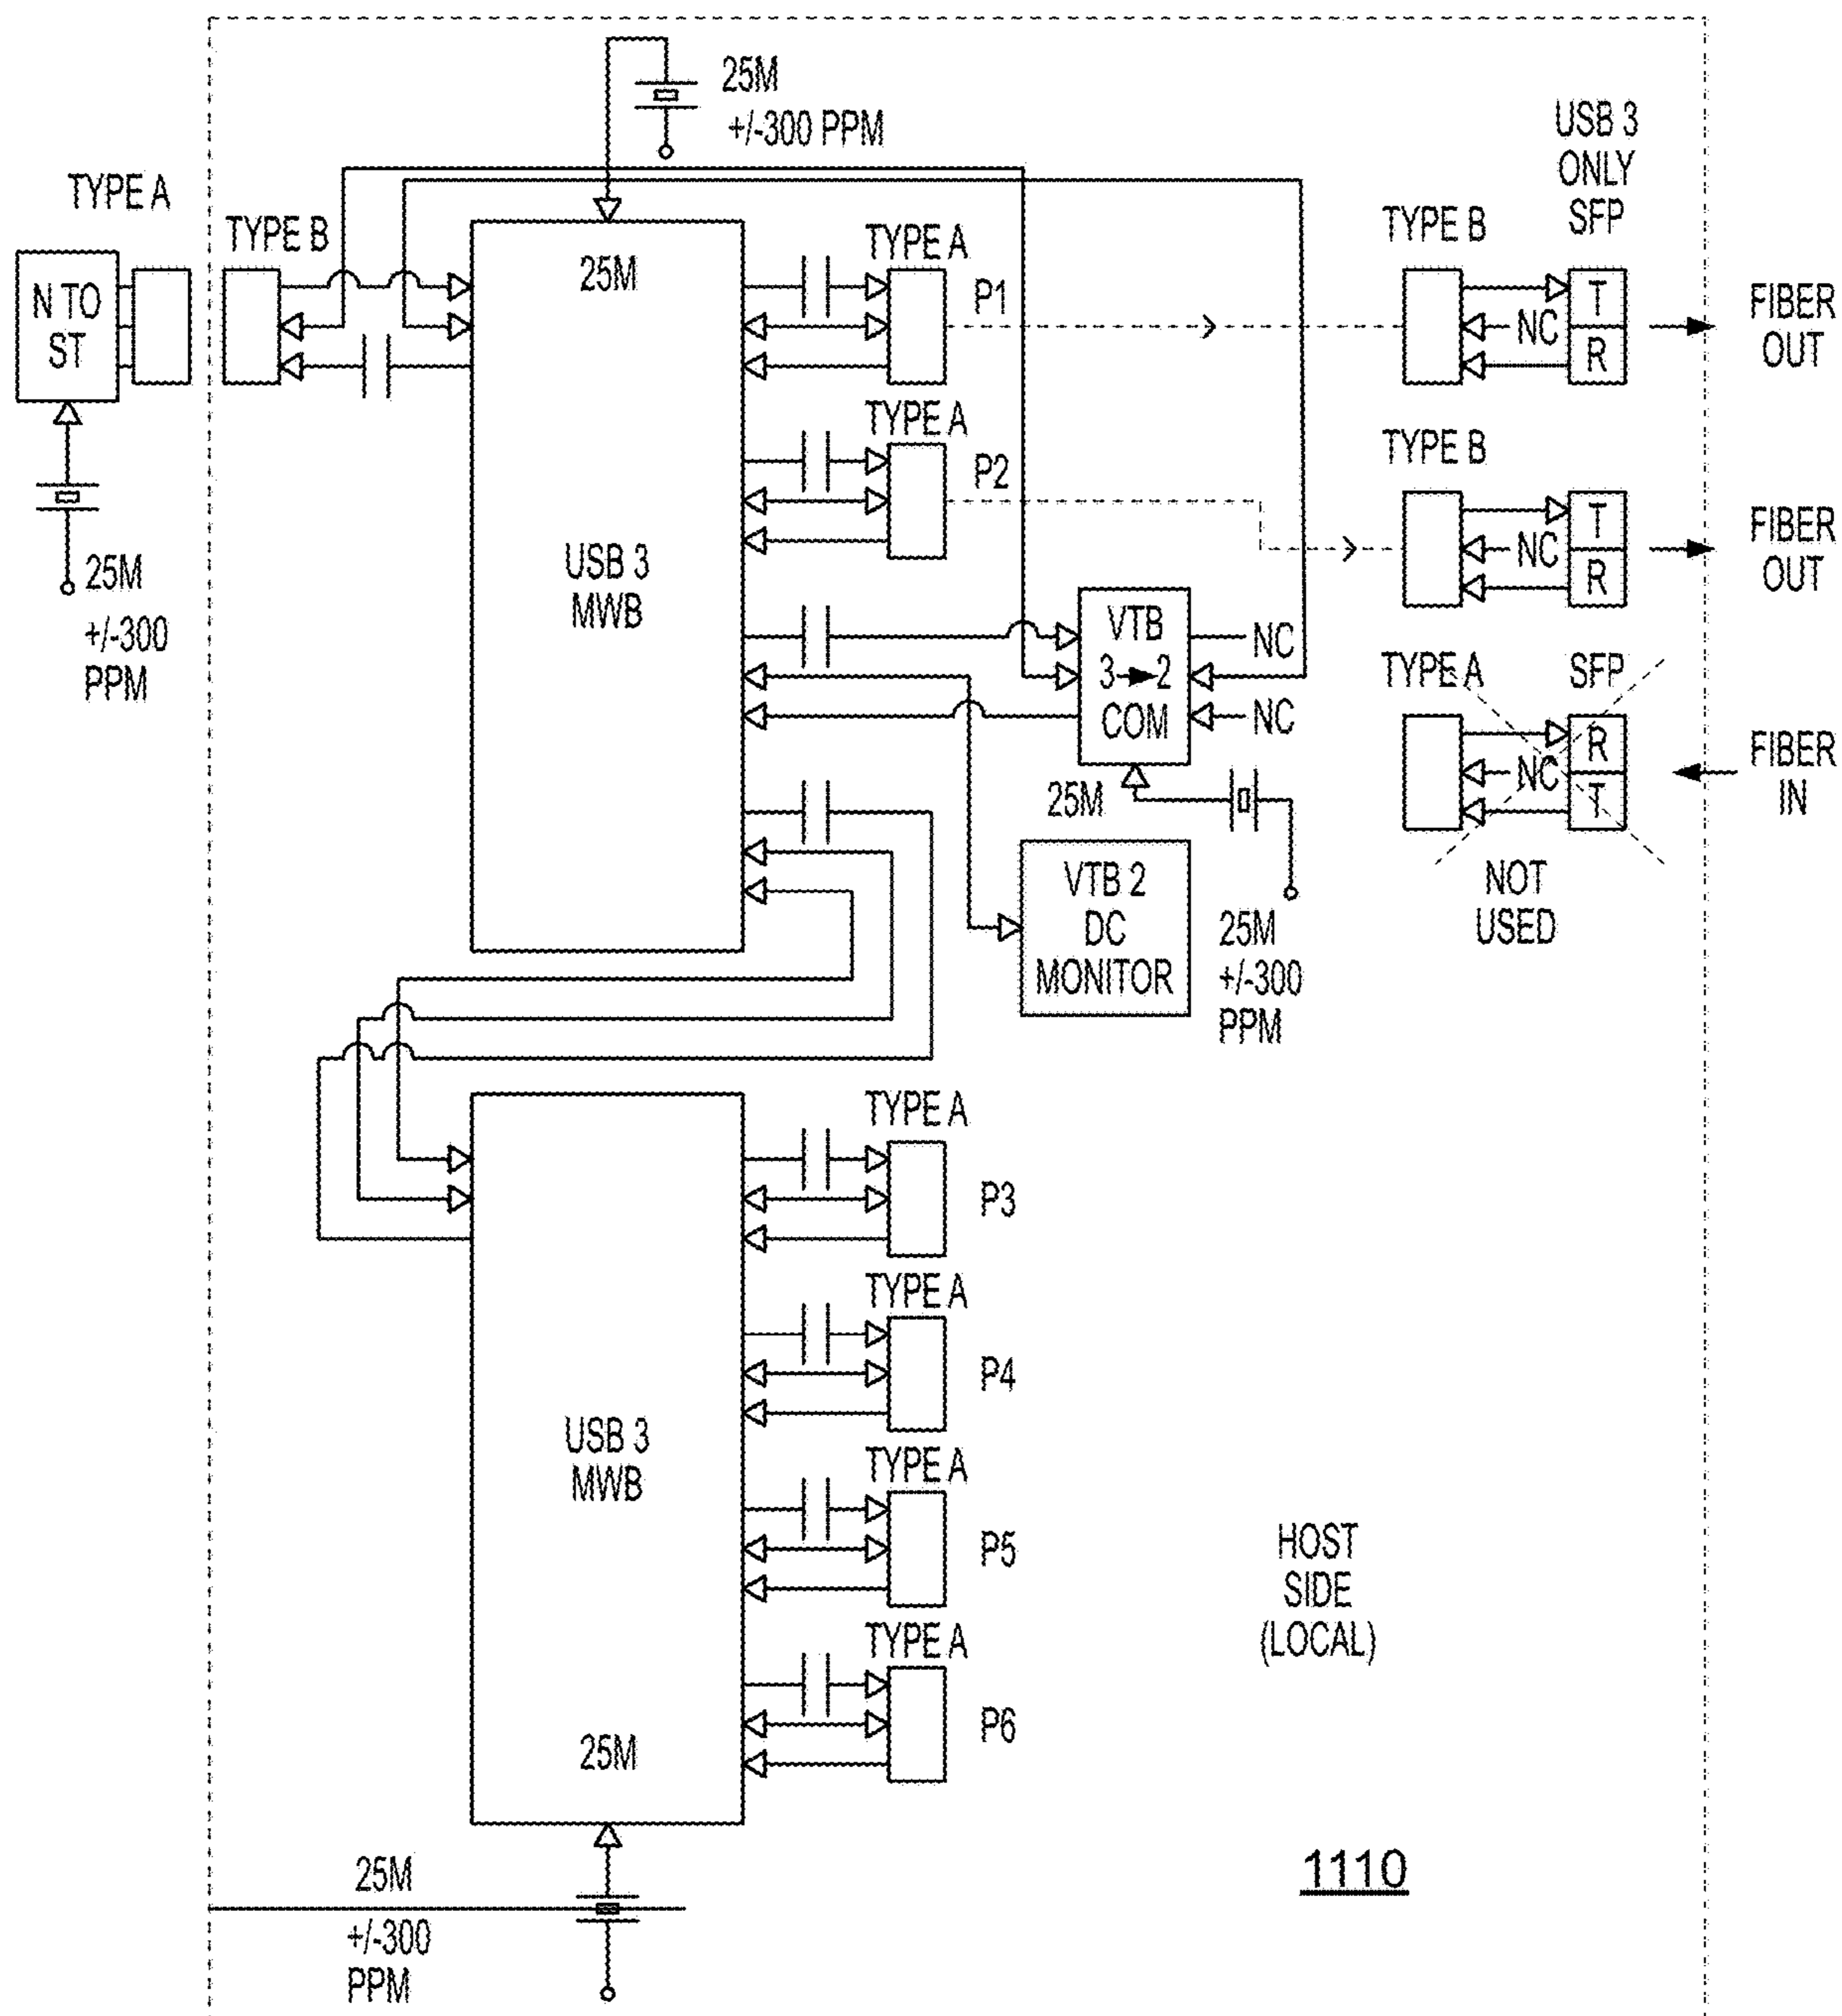 25M
+/-300 PPM
USB 3
ONLY
SFP
TYPE A
TYPE B
N TO
ST
25M
+/-300
PPM
25M
USB 3
MWB
TYPE A
P1
TYPE A
P2
TYPE B
NC
T
R
FIBER
OUT
TYPE B
NC
T
R
FIBER
OUT
VTB
3 2
COM
NC
NC
25M
TYPE A
SFP
NC
R
T
FIBER
IN
NOT
USED
VTB 2
DC
MONITOR
25M
+/-300
PPM
USB 3
MWB
25M
TYPE A
P3
TYPE A
P4
TYPE A
P5
TYPE A
P6
HOST
SIDE
(LOCAL)
25M
+/-300
PPM
1110